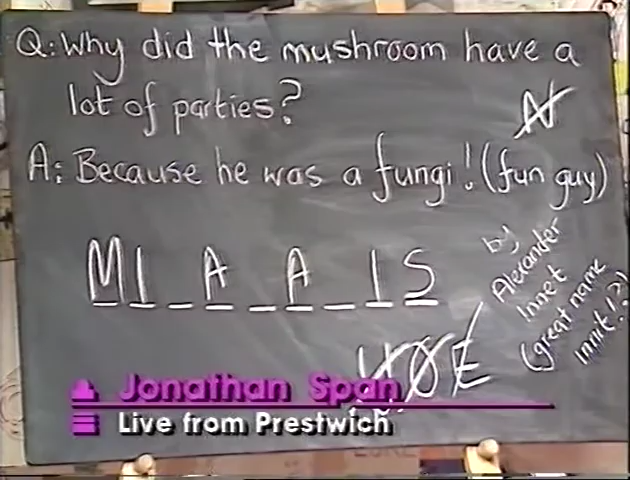 Q: Why did the mushroom have a
lot of parties?
N
A: Because he was a fungi! (fun guy)
M I _ A _ A _ I S
by
Alexander
Innet
(great name
innit!?)
O E
Jonathan Span
Live from Prestwich